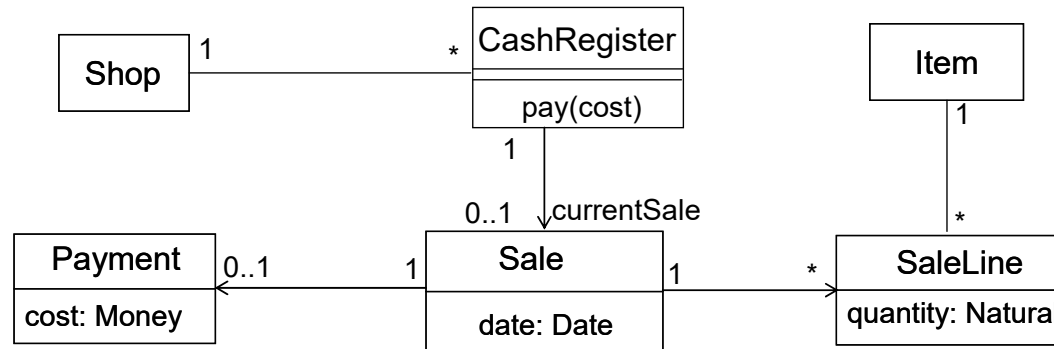 CashRegister
1
*
Shop
Item
pay(cost)
1
1
0..1
currentSale
*
Payment
0..1
1
Sale
1
*
SaleLine
cost: Money
date: Date
quantity: Natura